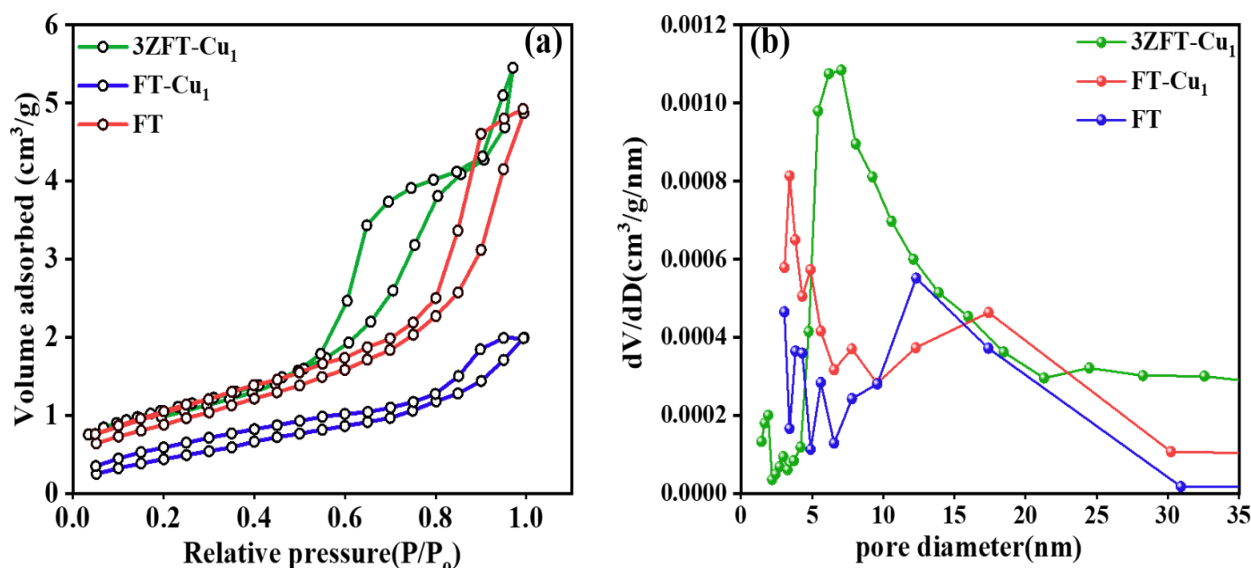 (a)
3ZFT-Cu₁
FT-Cu₁
FT
Volume adsorbed (cm³/g)
6
5
4
3
2
1
0
0.0 0.2 0.4 0.6 0.8 1.0
Relative pressure(P/Pₒ)
(b)
3ZFT-Cu₁
FT-Cu₁
FT
dV/dD(cm³/g/nm)
0.0012
0.0010
0.0008
0.0006
0.0004
0.0002
0.0000
0 5 10 15 20 25 30 35
pore diameter(nm)